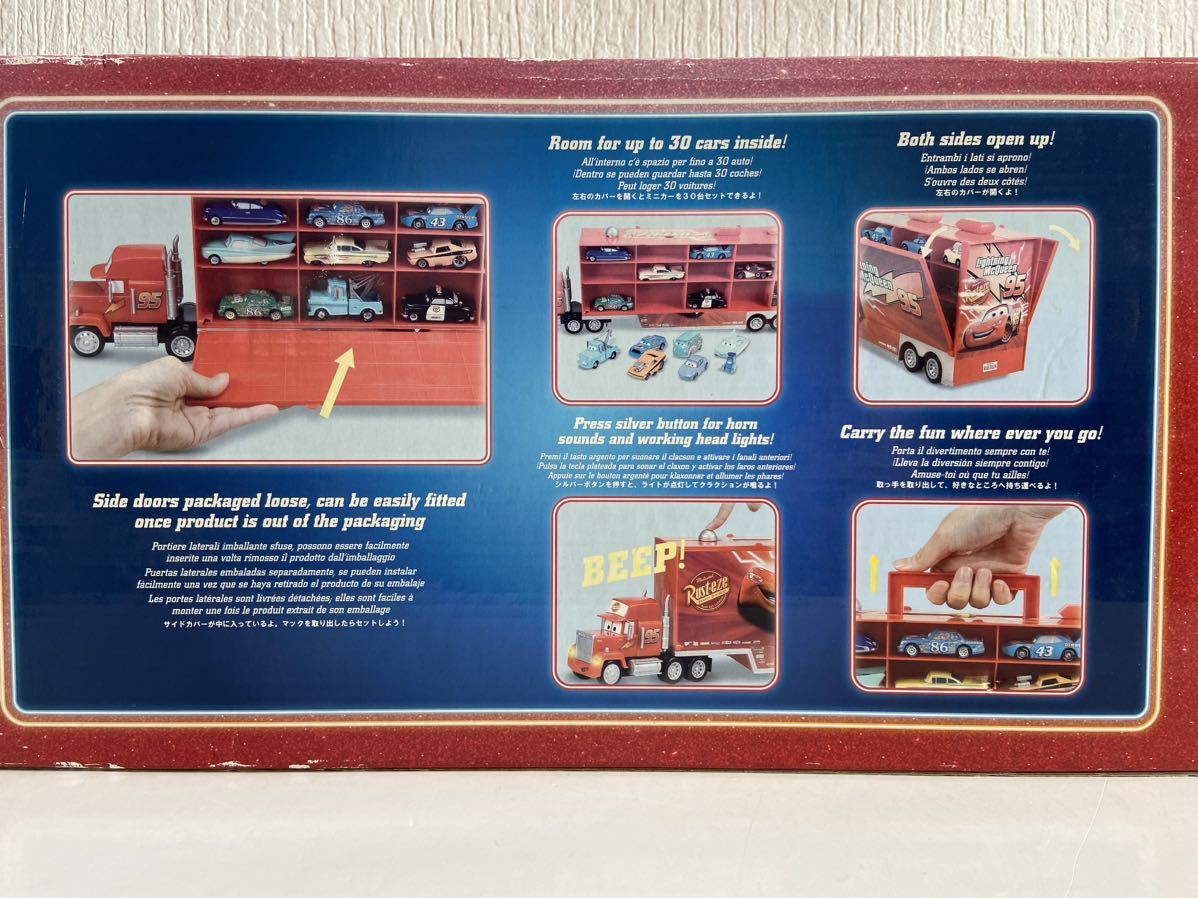 Room for up to 30 cars inside!
All'interno c'è spazio per fino a 30 auto!
¡Dentro se pueden guardar hasta 30 coches!
Peut loger 30 voitures!
左右のカバーを開くとミニカーを30台セットできるよ!
Both sides open up!
Entrambi i lati si aprono!
¡Ambos lados se abren!
S'ouvre des deux côtés!
左右のカバーが開くよ!
86
43
95
Side doors packaged loose, can be easily fitted
once product is out of the packaging
Portiere laterali imballante sfuse, possono essere facilmente
inserite una volta rimosso il prodotto dall'imballaggio
Puertas laterales embaladas separadamente, se pueden instalar
fácilmente una vez que se haya retirado el producto de su embalaje
Les portes latérales sont livrées détachées; elles sont faciles à
monter une fois le produit extrait de son emballage
サイドカバーが中に入っているよ。マックを取り出したらセットしよう!
43
Lightning
McQueen
95
95
Press silver button for horn
sounds and working head lights!
Premi il tasto argento per suonare il clacson e attivare i fanali anteriori!
¡Pulsa la tecla plateada para sonar el claxon y activar los faros anteriores!
Appuie sur le bouton argenté pour klaxonner et allumer les phares!
シルバーボタンを押すと、ライトが点灯してクラクションが鳴るよ!
Carry the fun where ever you go!
Porta il divertimento sempre con te!
¡Lleva la diversión siempre contigo!
Amuse-toi où que tu ailles!
取っ手を取り出して、好きなところへ持ち運べるよ!
BEEP!
Rust-eze
95
86
43